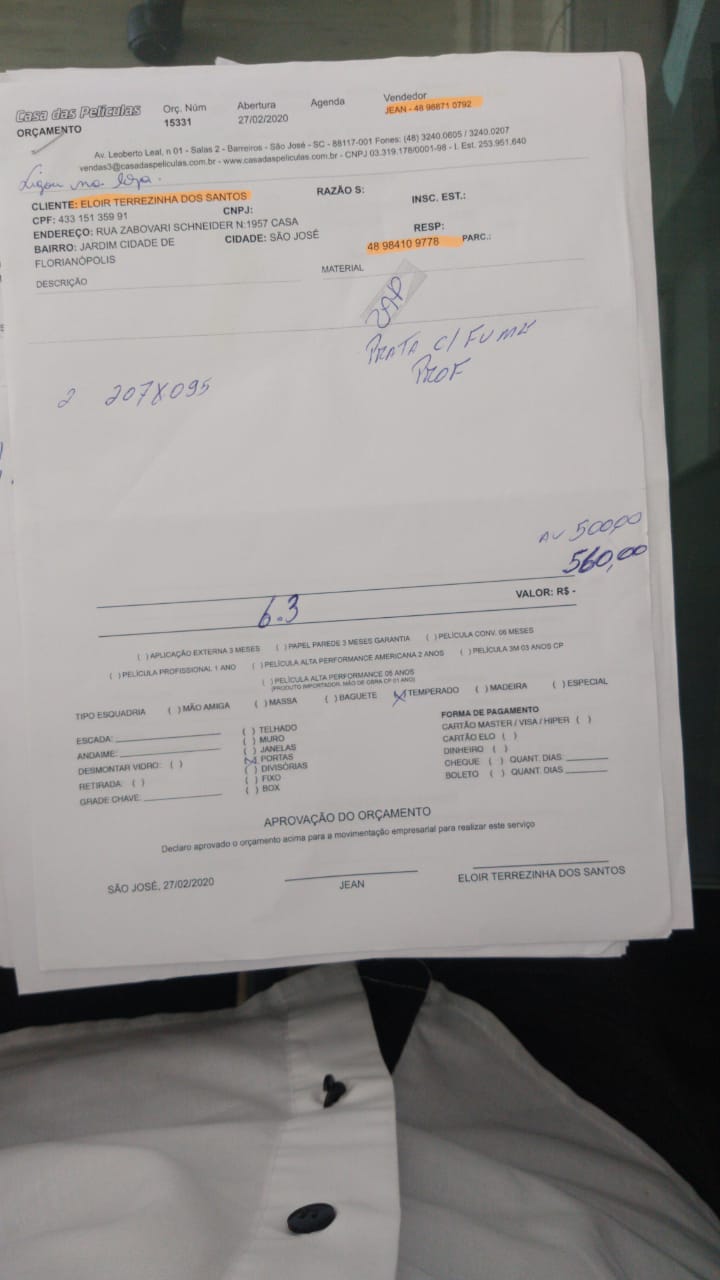 Casa das Películas
ORÇAMENTO
Orç. Núm
15331
Abertura
27/02/2020
Agenda
Vendedor
JEAN - 48 98871 0792
Av. Leoberto Leal, n 01 - Salas 2 - Barreiros - São José - SC - 88117-001 Fones: (48) 3240.0605 / 3240.0207
vendas3@casadaspeliculas.com.br - www.casadaspeliculas.com.br - CNPJ 03.319.178/0001-98 - I. Est. 253.951.640
Ligou na loja.
CLIENTE: ELOIR TERREZINHA DOS SANTOS
RAZÃO S:
CPF: 433 151 359 91
CNPJ:
INSC. EST.:
ENDEREÇO: RUA ZABOVARI SCHNEIDER N:1957 CASA
RESP:
BAIRRO: JARDIM CIDADE DE
FLORIANÓPOLIS
CIDADE: SÃO JOSÉ
48 98410 9778
PARC.:
DESCRIÇÃO
MATERIAL
ZAP
PRATA C/ FUME
PROF
2 207X095
AV 500,00
560,00
VALOR: R$ -
6.3
( ) APLICAÇÃO EXTERNA 3 MESES ( ) PAPEL PAREDE 3 MESES GARANTIA ( ) PELÍCULA CONV. 06 MESES
( ) PELÍCULA PROFISSIONAL 1 ANO ( ) PELÍCULA ALTA PERFORMANCE AMERICANA 2 ANOS ( ) PELÍCULA 3M 03 ANOS CP
( ) PELÍCULA ALTA PERFORMANCE 05 ANOS
(PRODUTO IMPORTADOR, MÃO DE OBRA CP 01 ANO)
TIPO ESQUADRIA ( ) MÃO AMIGA ( ) MASSA ( ) BAGUETE (X) TEMPERADO ( ) MADEIRA ( ) ESPECIAL
ESCADA:
ANDAIME:
DESMONTAR VIDRO: ( )
RETIRADA: ( )
GRADE CHAVE:
( ) TELHADO
( ) MURO
( ) JANELAS
(X) PORTAS
( ) DIVISÓRIAS
( ) FIXO
( ) BOX
FORMA DE PAGAMENTO
CARTÃO MASTER / VISA / HIPER ( )
CARTÃO ELO ( )
DINHEIRO ( )
CHEQUE ( ) QUANT. DIAS:
BOLETO ( ) QUANT. DIAS
APROVAÇÃO DO ORÇAMENTO
Declaro aprovado o orçamento acima para a movimentação empresarial para realizar este serviço
SÃO JOSÉ, 27/02/2020
JEAN
ELOIR TERREZINHA DOS SANTOS